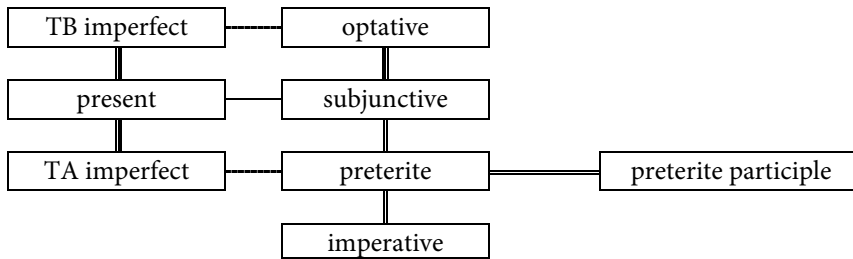 TB imperfect optative
present subjunctive
TA imperfect preterite preterite participle
imperative